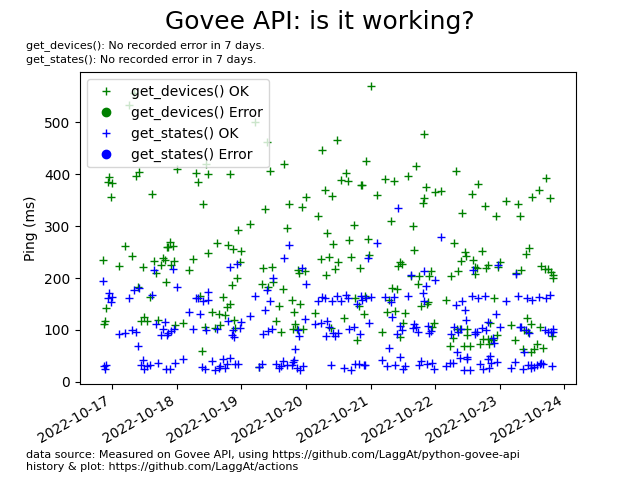 Govee API: is it working?
get_devices(): No recorded error in 7 days.
get_states(): No recorded error in 7 days.
get_devices() OK
get_devices() Error
get_states() OK
get_states() Error
500
400
300
200
100
0
Ping (ms)
2022-10-17
2022-10-18
2022-10-19
2022-10-20
2022-10-21
2022-10-22
2022-10-23
2022-10-24
data source: Measured on Govee API, using https://github.com/LaggAt/python-govee-api
history & plot: https://github.com/LaggAt/actions